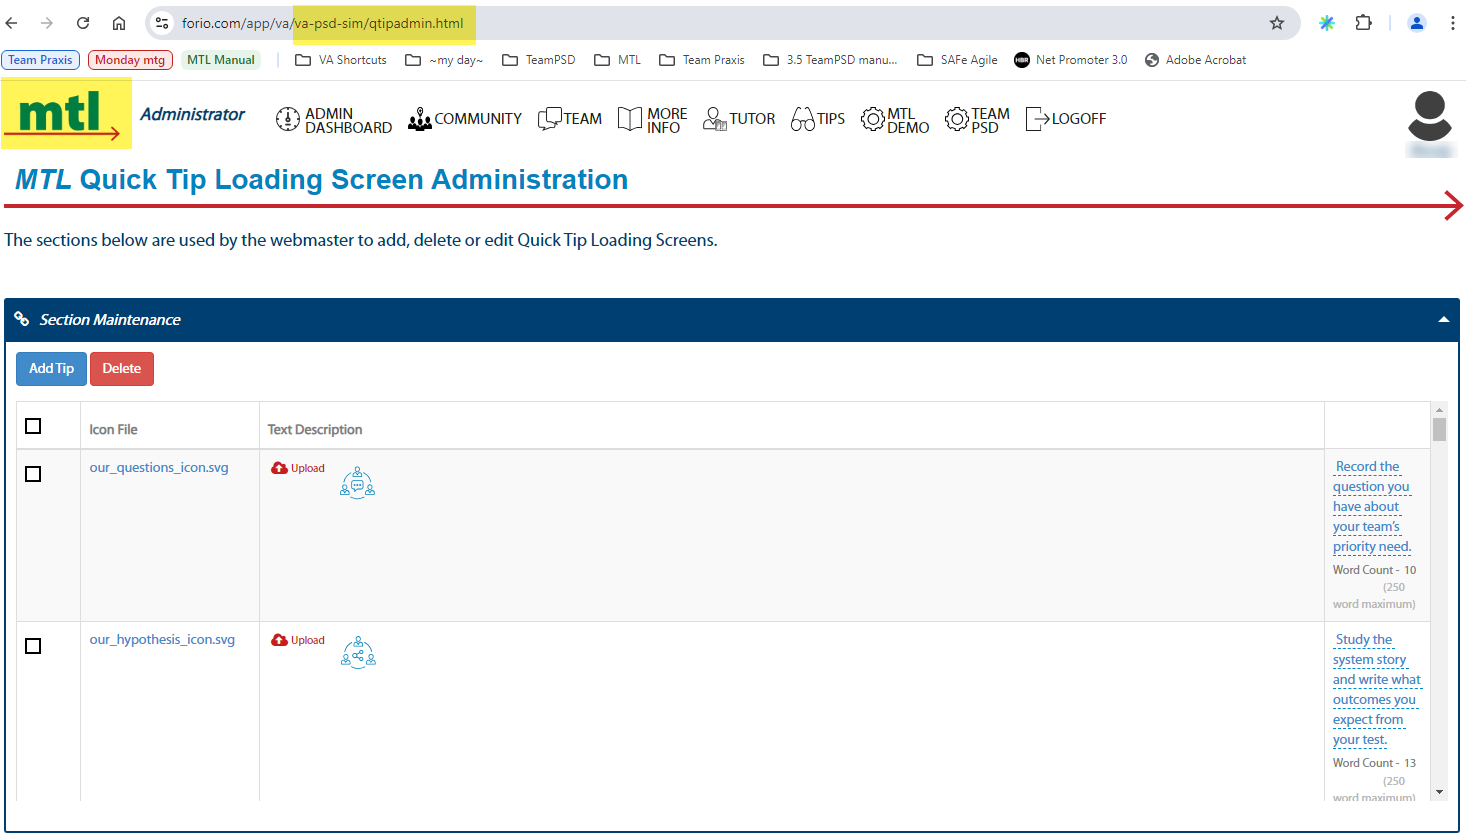 forio.com/app/va/va-psd-sim/qtipadmin.html
Team Praxis Monday mtg MTL Manual VA Shortcuts ~my day~ TeamPSD MTL Team Praxis 3.5 TeamPSD manu... SAFe Agile HBR Net Promoter 3.0 Adobe Acrobat
mtl Administrator
ADMIN DASHBOARD
COMMUNITY
TEAM
MORE INFO
TUTOR
TIPS
MTL DEMO
TEAM PSD
LOGOFF
MTL Quick Tip Loading Screen Administration
The sections below are used by the webmaster to add, delete or edit Quick Tip Loading Screens.
Section Maintenance
Add Tip Delete
Icon File Text Description
our_questions_icon.svg Upload
Record the
question you
have about
your team’s
priority need.
Word Count - 10
(250
word maximum)
our_hypothesis_icon.svg Upload
Study the
system story
and write what
outcomes you
expect from
your test.
Word Count - 13
(250
word maximum)